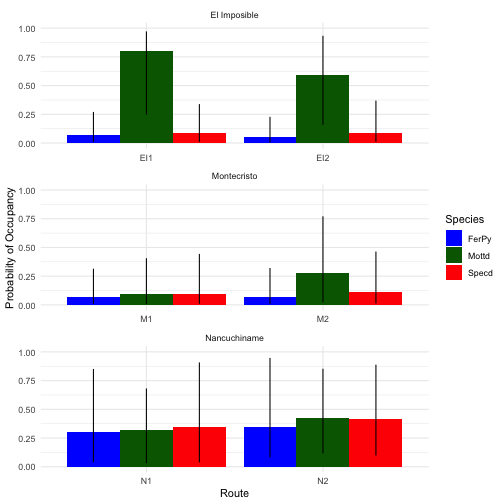 El Imposible
1.00
0.75
0.50
0.25
0.00
EI1
EI2
Montecristo
1.00
0.75
0.50
0.25
0.00
M1
M2
Nancuchiname
1.00
0.75
0.50
0.25
0.00
N1
N2
Route
Probability of Occupancy
Species
FerPy
Mottd
Specd